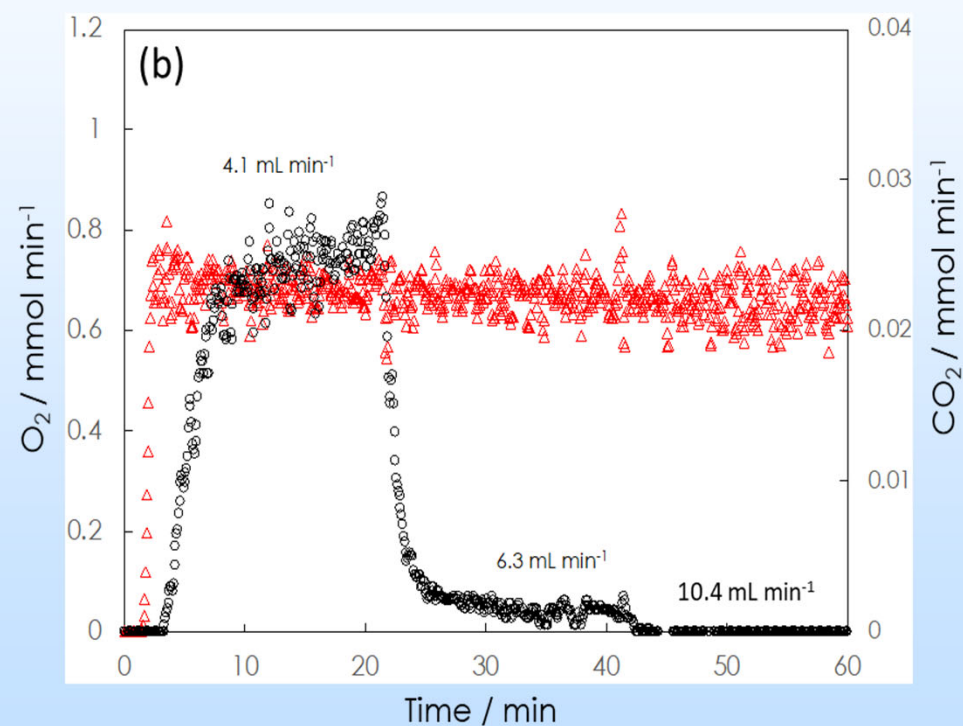 (b)
1.2
1
0.8
0.6
0.4
0.2
0
O₂ / mmol min⁻¹
0.04
0.03
0.02
0.01
0
CO₂ / mmol min⁻¹
4.1 mL min⁻¹
6.3 mL min⁻¹
10.4 mL min⁻¹
0 10 20 30 40 50 60
Time / min